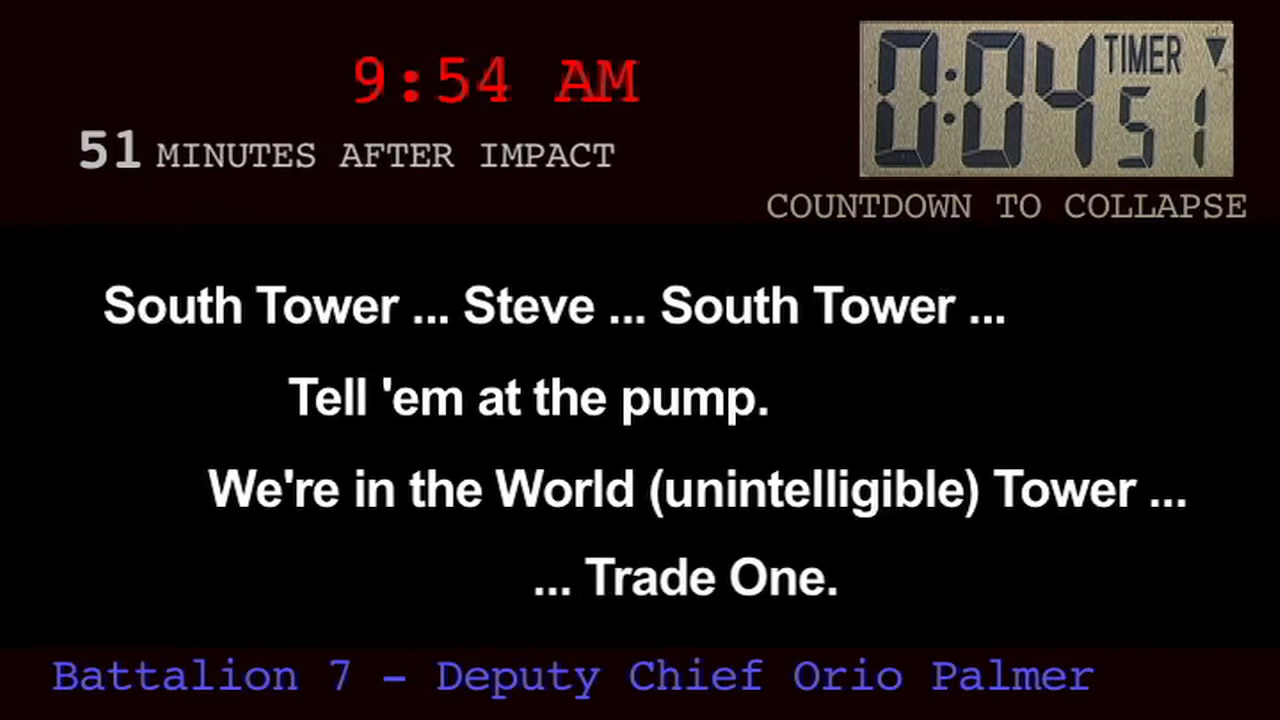 9:54 AM
0:04 51 TIMER ▼
51 MINUTES AFTER IMPACT
COUNTDOWN TO COLLAPSE
South Tower ... Steve ... South Tower ...
Tell 'em at the pump.
We're in the World (unintelligible) Tower ...
... Trade One.
Battalion 7 - Deputy Chief Orio Palmer